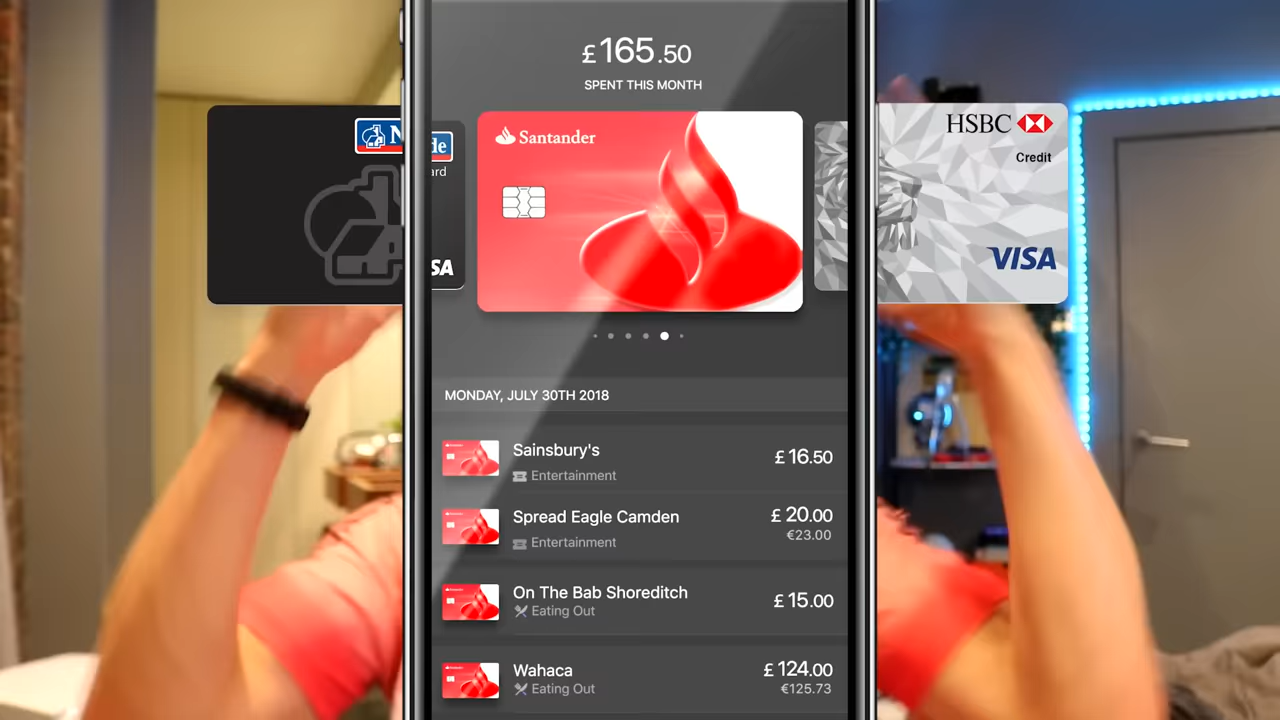 £165.50
SPENT THIS MONTH
N
de
ard
SA
Santander
HSBC
Credit
VISA
MONDAY, JULY 30TH 2018
Sainsbury's
£ 16.50
Entertainment
Spread Eagle Camden
£ 20.00
€23.00
Entertainment
On The Bab Shoreditch
£ 15.00
Eating Out
Wahaca
£ 124.00
€125.73
Eating Out